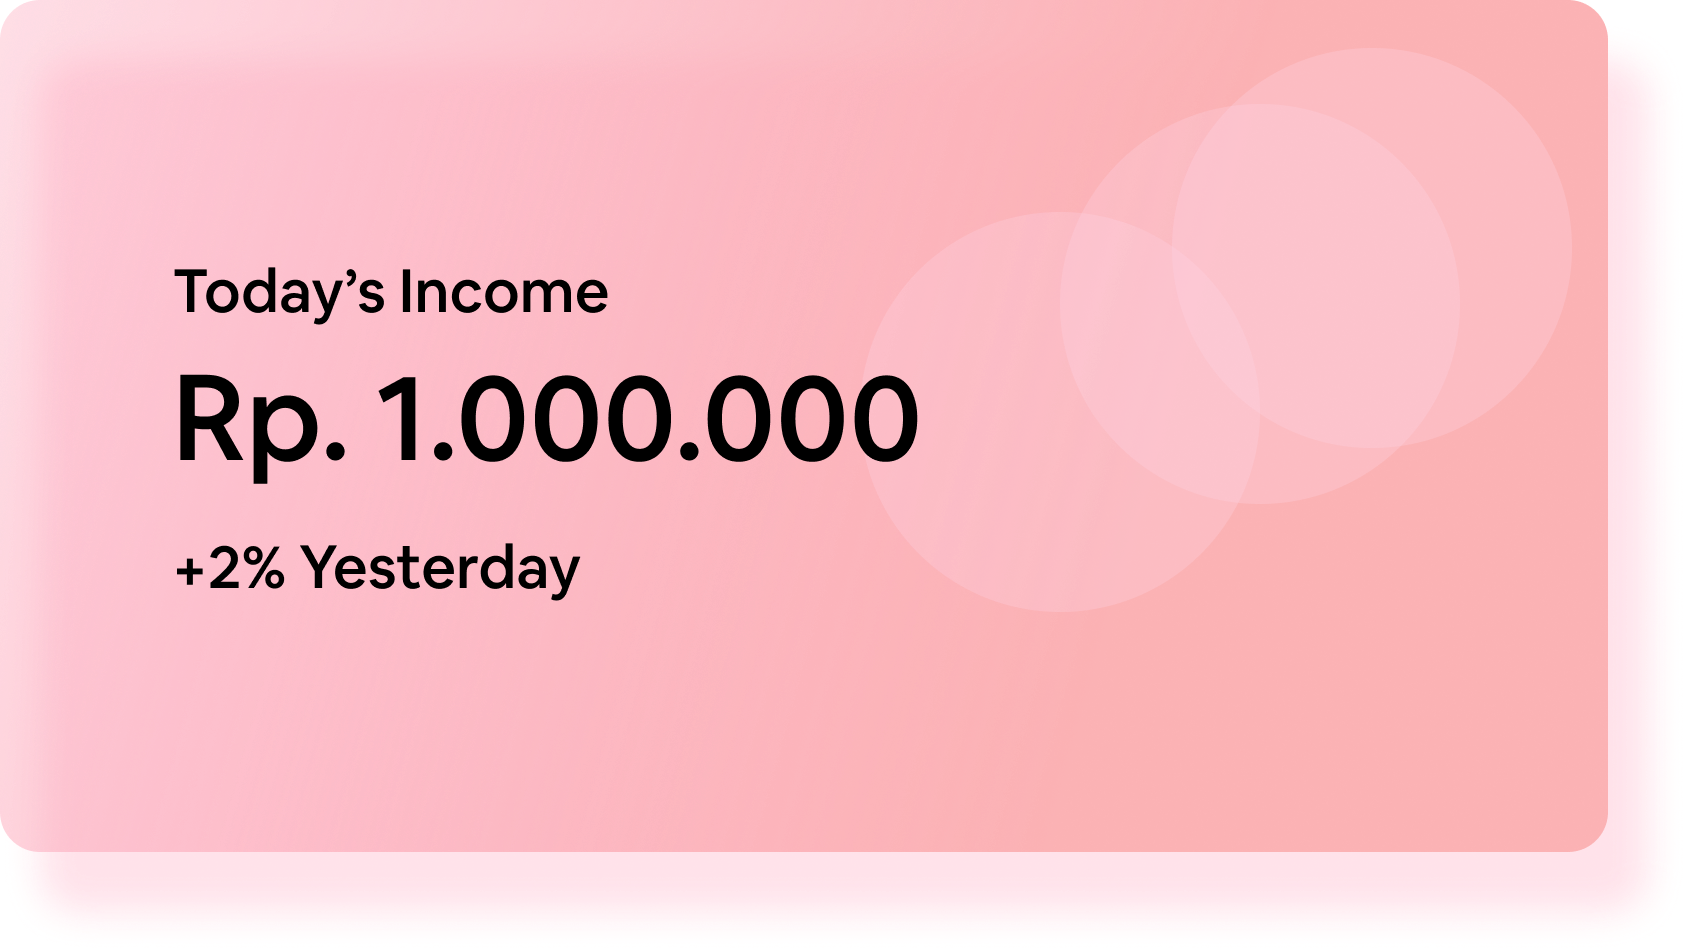 Today’s Income
Rp. 1.000.000
+2% Yesterday